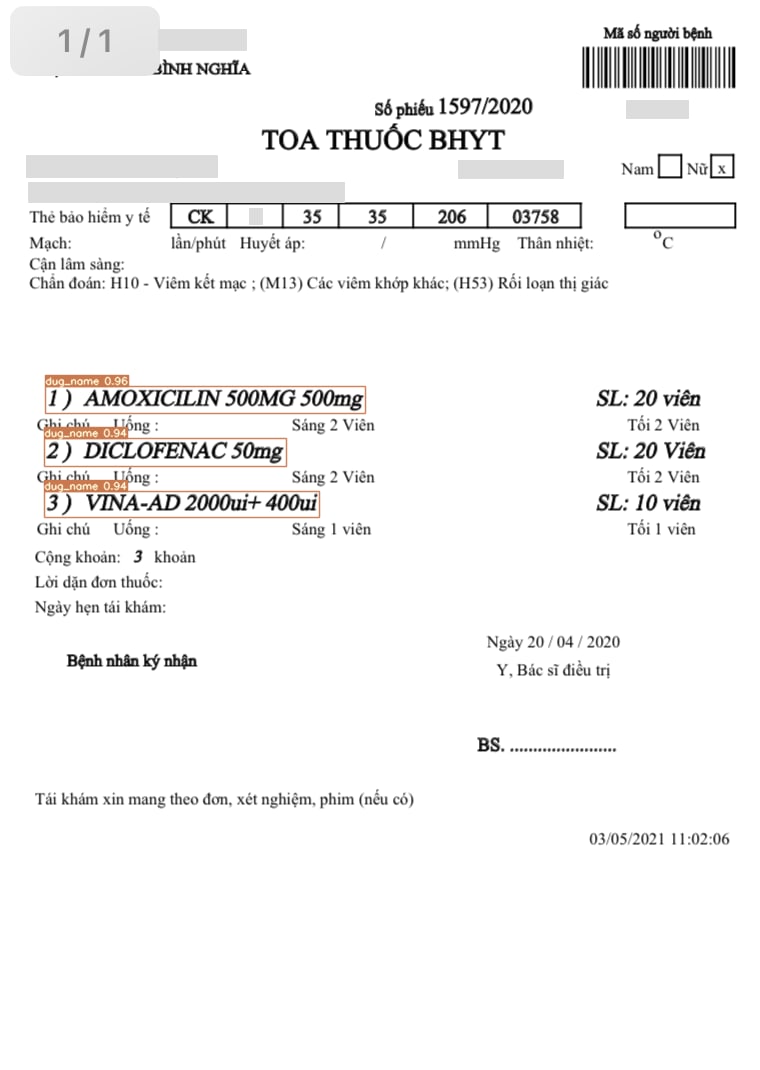 1/1
Mã số người bệnh
BÌNH NGHĨA
Số phiếu 1597/2020
TOA THUỐC BHYT
Nam Nữ x
Thẻ bảo hiểm y tế CK 35 35 206 03758
Mạch: lần/phút Huyết áp: / mmHg Thân nhiệt: °C
Cận lâm sàng:
Chẩn đoán: H10 - Viêm kết mạc ; (M13) Các viêm khớp khác; (H53) Rối loạn thị giác
dug_name 0.96
1 ) AMOXICILIN 500MG 500mg SL: 20 viên
Ghi chú Uống : Sáng 2 Viên Tối 2 Viên
dug_name 0.94
2 ) DICLOFENAC 50mg SL: 20 Viên
Ghi chú Uống : Sáng 2 Viên Tối 2 Viên
dug_name 0.94
3 ) VINA-AD 2000ui+ 400ui SL: 10 viên
Ghi chú Uống : Sáng 1 viên Tối 1 viên
Cộng khoản: 3 khoản
Lời dặn đơn thuốc:
Ngày hẹn tái khám:
Ngày 20 / 04 / 2020
Bệnh nhân ký nhận
Y, Bác sĩ điều trị
BS. .......................
Tái khám xin mang theo đơn, xét nghiệm, phim (nếu có)
03/05/2021 11:02:06